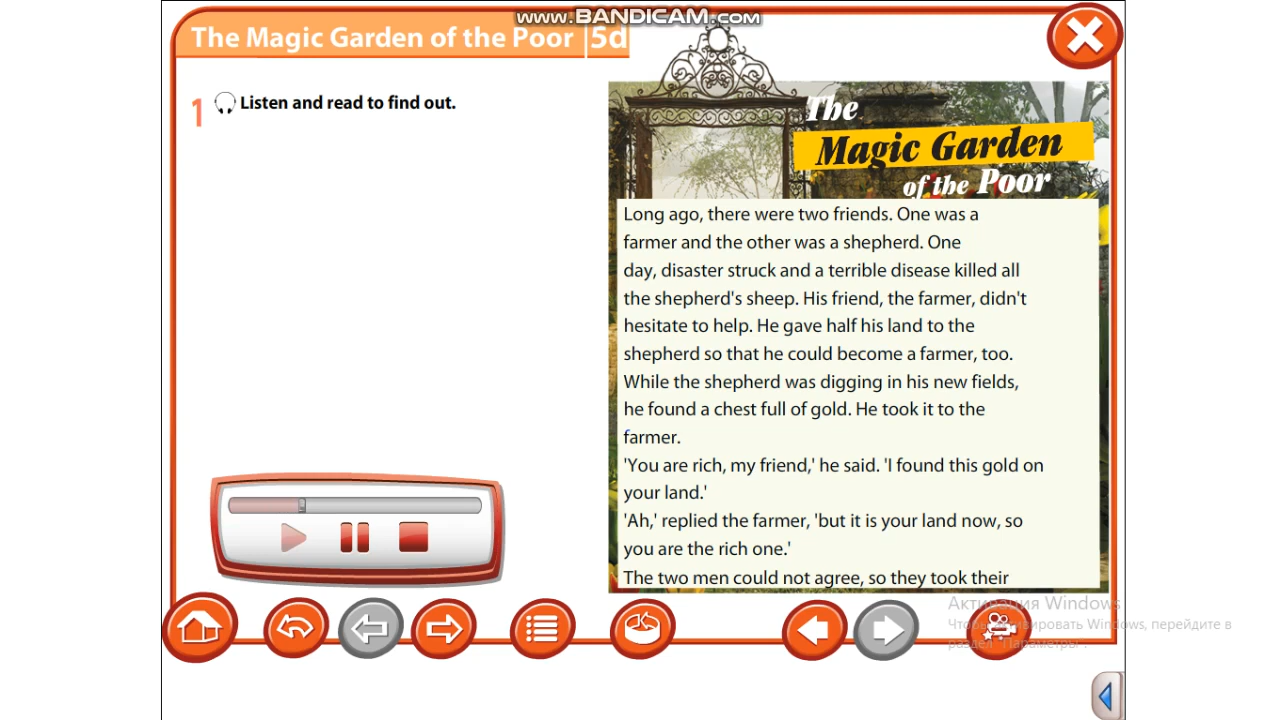 www.BANDICAM.com
The Magic Garden of the Poor 5d
1 Listen and read to find out.
The
Magic Garden
of the Poor
Long ago, there were two friends. One was a
farmer and the other was a shepherd. One
day, disaster struck and a terrible disease killed all
the shepherd's sheep. His friend, the farmer, didn't
hesitate to help. He gave half his land to the
shepherd so that he could become a farmer, too.
While the shepherd was digging in his new fields,
he found a chest full of gold. He took it to the
farmer.
'You are rich, my friend,' he said. 'I found this gold on
your land.'
'Ah,' replied the farmer, 'but it is your land now, so
you are the rich one.'
The two men could not agree, so they took their
Активация Windows
Чтобы активировать Windows, перейдите в
раздел "Параметры".